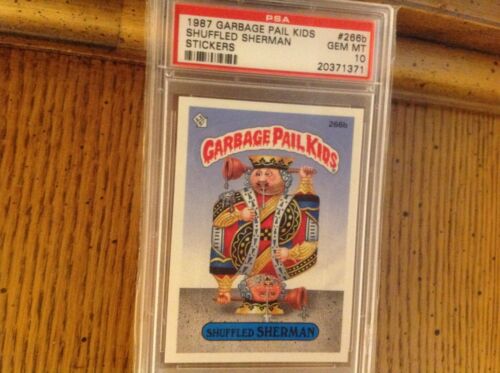 PSA
1987 GARBAGE PAIL KIDS #266b
SHUFFLED SHERMAN GEM MT
STICKERS 10
20371371
266b
GARBAGE PAIL KIDS
SHUFFLED SHERMAN